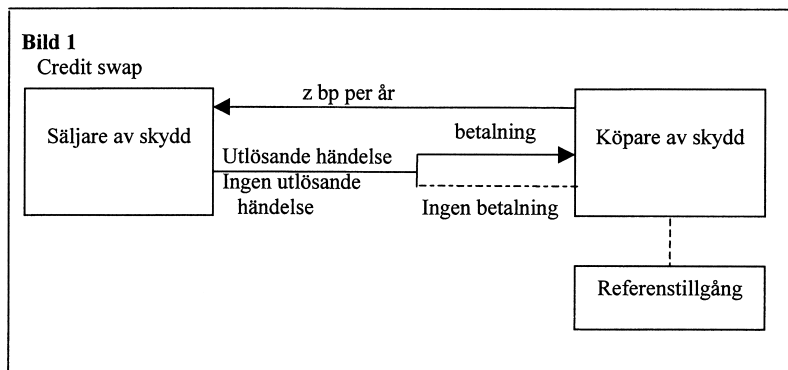 Bild 1
Credit swap
z bp per år
Säljare av skydd
betalning
Köpare av skydd
Utlösande händelse
Ingen utlösande
händelse
Ingen betalning
Referenstillgång